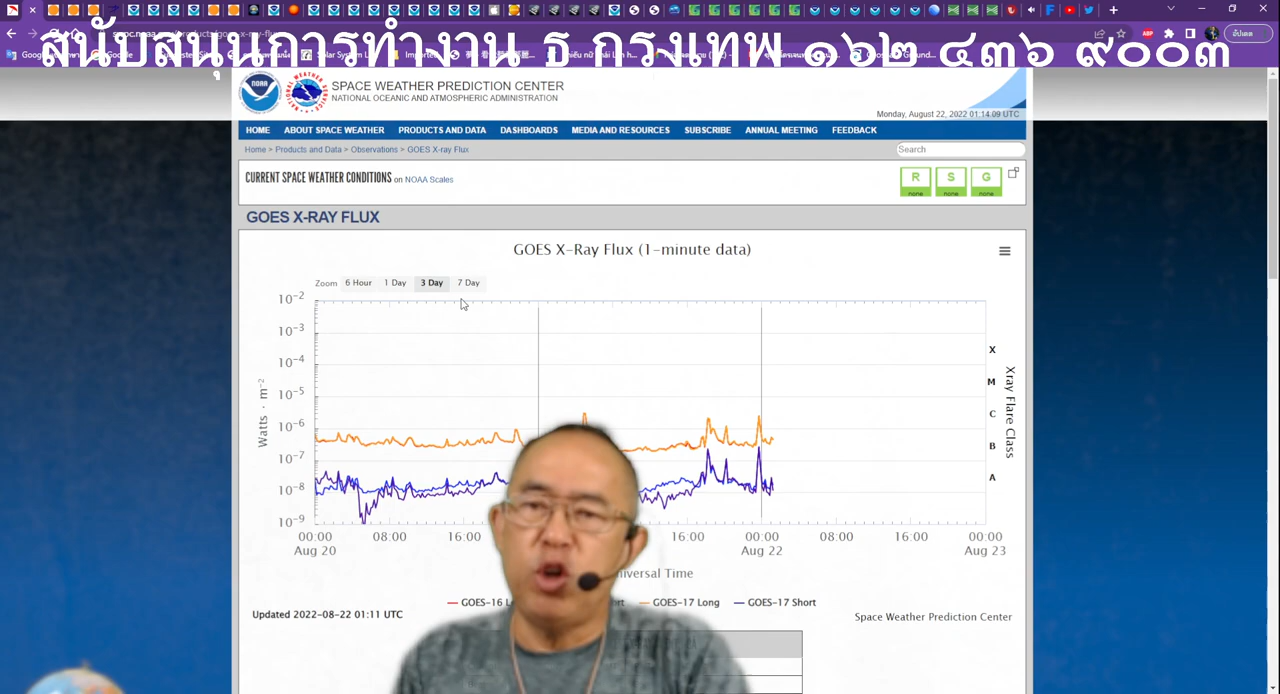 สนับสนุนการทำงาน ธ กรุงเทพ ๑๖๒ ๔๓๖ ๙๐๐๓
SPACE WEATHER PREDICTION CENTER
NATIONAL OCEANIC AND ATMOSPHERIC ADMINISTRATION
Monday, August 22, 2022 01:14:09 UTC
HOME ABOUT SPACE WEATHER PRODUCTS AND DATA DASHBOARDS MEDIA AND RESOURCES SUBSCRIBE ANNUAL MEETING FEEDBACK
Home > Products and Data > Observations > GOES X-ray Flux
Search
CURRENT SPACE WEATHER CONDITIONS on NOAA Scales
R S G
none none none
GOES X-RAY FLUX
GOES X-Ray Flux (1-minute data)
Zoom 6 Hour 1 Day 3 Day 7 Day
10⁻²
10⁻³
10⁻⁴
10⁻⁵
10⁻⁶
10⁻⁷
10⁻⁸
10⁻⁹
Watts · m⁻²
X
M
C
B
A
Xray Flare Class
00:00 08:00 16:00 16:00 00:00 08:00 16:00 00:00
Aug 20 Aug 22 Aug 23
niversal Time
GOES-16 L GOES-17 Long GOES-17 Short
Updated 2022-08-22 01:11 UTC
Space Weather Prediction Center